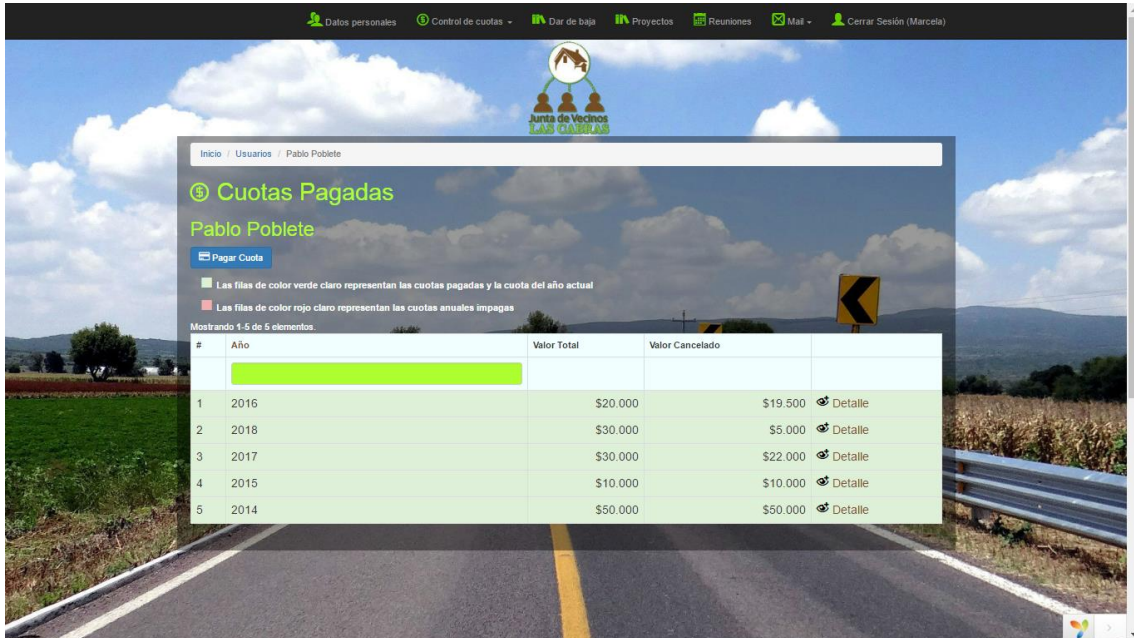 Datos personales Control de cuotas Dar de baja Proyectos Reuniones Mail Cerrar Sesión (Marcela)
Junta de Vecinos
LAS CABRAS
Inicio / Usuarios / Pablo Poblete
Cuotas Pagadas
Pablo Poblete
Pagar Cuota
Las filas de color verde claro representan las cuotas pagadas y la cuota del año actual
Las filas de color rojo claro representan las cuotas anuales impagas
Mostrando 1-5 de 5 elementos.
# Año Valor Total Valor Cancelado
1 2016 $20.000 $19.500 Detalle
2 2018 $30.000 $5.000 Detalle
3 2017 $30.000 $22.000 Detalle
4 2015 $10.000 $10.000 Detalle
5 2014 $50.000 $50.000 Detalle